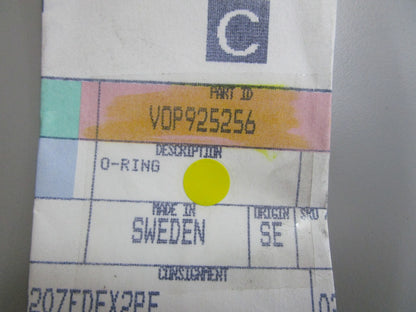 C
PART ID
VOP925256
DESCRIPTION
O-RING
MADE IN ORIGIN
SWEDEN SE
CONSIGNMENT